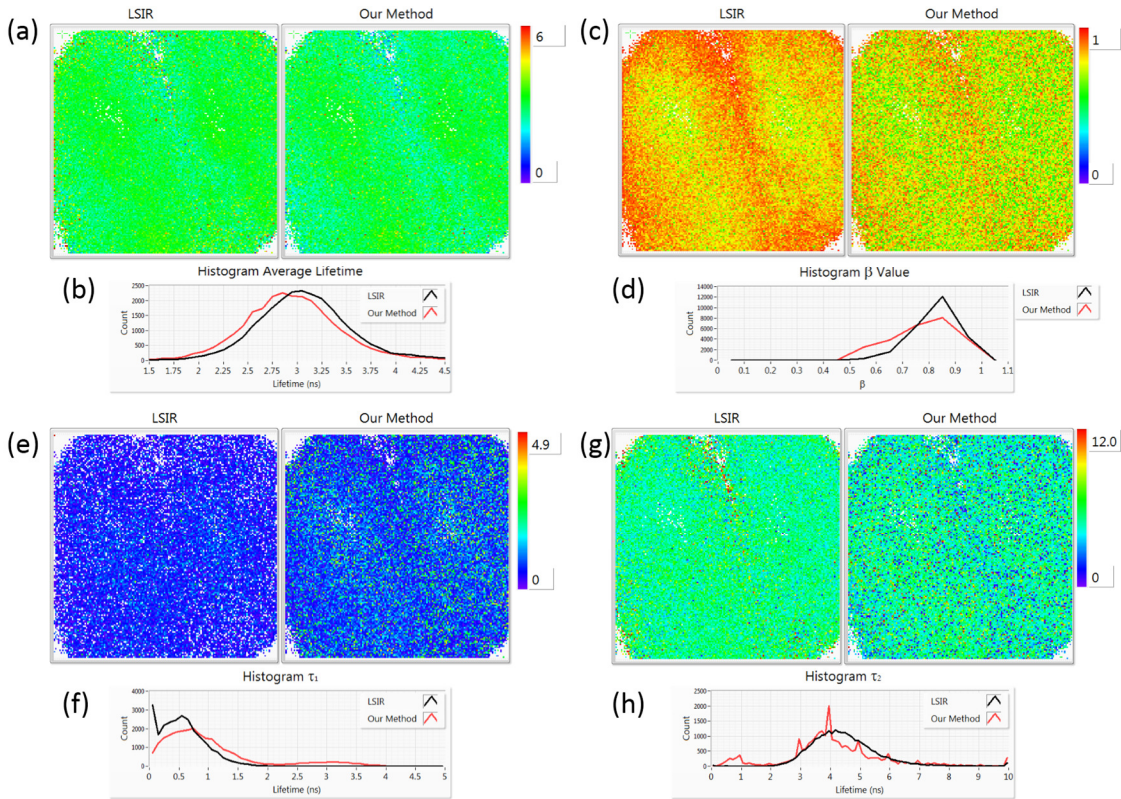 LSIR
Our Method
(a)
6
0
LSIR
Our Method
(c)
1
0
(b)
Histogram Average Lifetime
2500
2000
1500
1000
500
0
Count
1.5 1.75 2 2.25 2.5 2.75 3 3.25 3.5 3.75 4 4.25 4.5
Lifetime (ns)
LSIR
Our Method
(d)
Histogram β Value
14000
12000
10000
8000
6000
4000
2000
0
Count
0 0.1 0.2 0.3 0.4 0.5 0.6 0.7 0.8 0.9 1 1.1
β
LSIR
Our Method
(e)
LSIR
Our Method
4.9
0
(g)
LSIR
Our Method
12.0
0
(f)
Histogram τ₁
4000
3000
2000
1000
0
Count
0 0.5 1 1.5 2 2.5 3 3.5 4 4.5 5
Lifetime (ns)
LSIR
Our Method
(h)
Histogram τ₂
2500
2000
1500
1000
500
0
Count
0 1 2 3 4 5 6 7 8 9 10
Lifetime (ns)
LSIR
Our Method